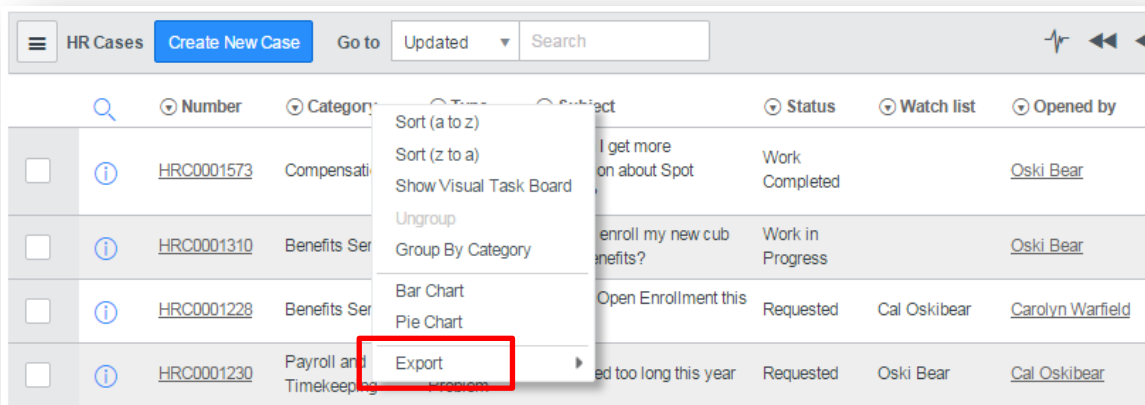 HR Cases Create New Case Go to Updated Search
Number Category Subject Status Watch list Opened by
Sort (a to z)
Sort (z to a)
Show Visual Task Board
Ungroup
Group By Category
Bar Chart
Pie Chart
Export
HRC0001573 I get more Work Completed Oski Bear
on about Spot
HRC0001310 Benefits Ser enroll my new cub Work in Progress Oski Bear
HRC0001228 Benefits Ser Open Enrollment this Requested Cal Oskibear Carolyn Warfield
HRC0001230 Payroll and Timekeeping Problem ed too long this year Requested Oski Bear Cal Oskibear